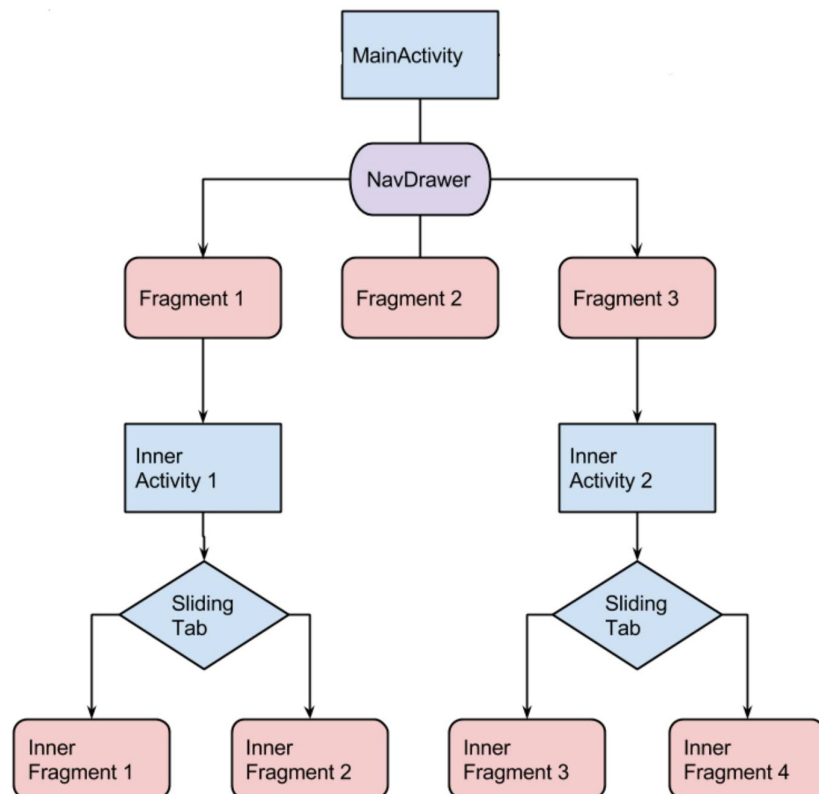 MainActivity
NavDrawer
Fragment 1
Fragment 2
Fragment 3
Inner
Activity 1
Inner
Activity 2
Sliding
Tab
Sliding
Tab
Inner
Fragment 1
Inner
Fragment 2
Inner
Fragment 3
Inner
Fragment 4